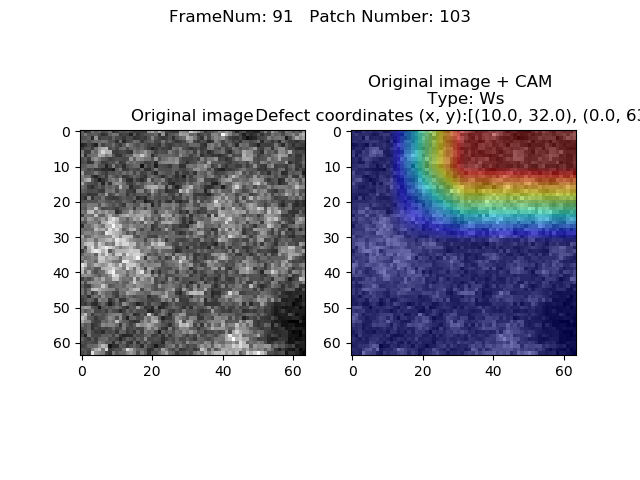 FrameNum: 91   Patch Number: 103
Original image + CAM
Type: Ws
Original image
Defect coordinates (x, y):[(10.0, 32.0), (0.0, 63
0
10
20
30
40
50
60
0 20 40 60
0
10
20
30
40
50
60
0 20 40 60